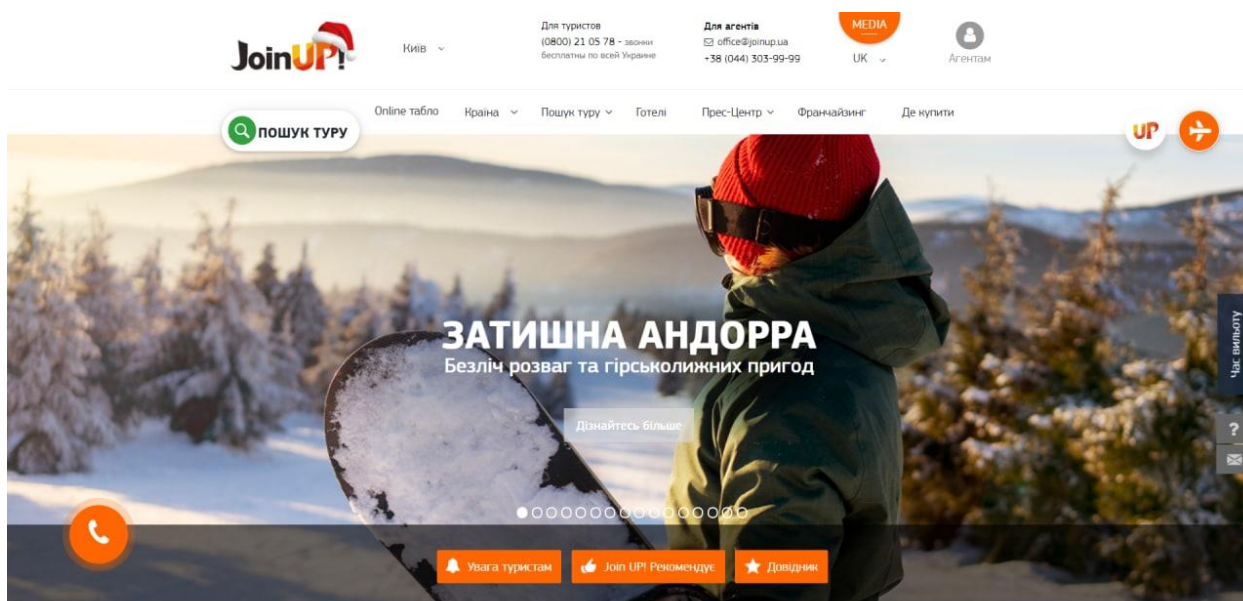 JoinUP!
Київ
Для туристов
(0800) 21 05 78 - звонки
бесплатны по всей Украине
Для агентів
office@joinup.ua
+38 (044) 303-99-99
MEDIA
UK
Агентам
ПОШУК ТУРУ
Online табло
Країна
Пошук туру
Готелі
Прес-Центр
Франчайзинг
Де купити
UP
ЗАТИШНА АНДОРРА
Безліч розваг та гірськолижних пригод
Дізнайтесь більше
Час вильоту
?
Увага туристам
Join UP! Рекомендує
Довідник